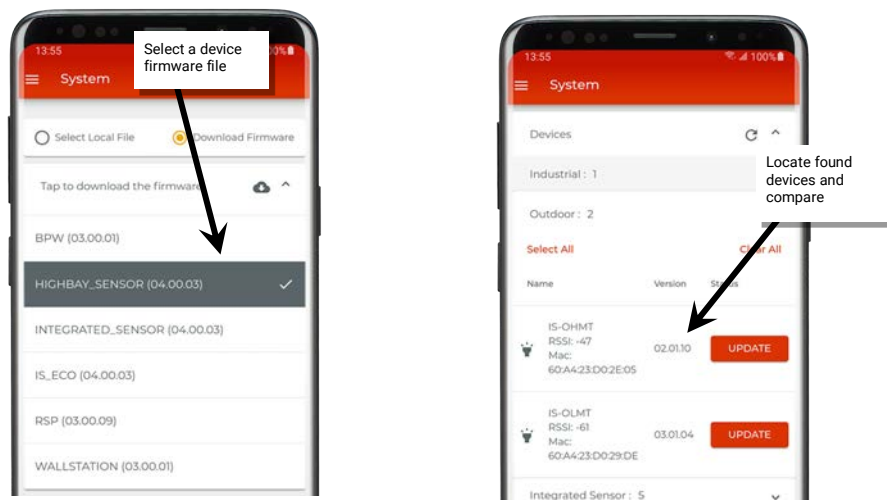 13:55
Select a device
firmware file
System
Select Local File
Download Firmware
Tap to download the firmware
BPW (03.00.01)
HIGHBAY_SENSOR (04.00.03)
INTEGRATED_SENSOR (04.00.03)
IS_ECO (04.00.03)
RSP (03.00.09)
WALLSTATION (03.00.01)
13:55
100%
System
Devices
Industrial : 1
Locate found
devices and
compare
Outdoor : 2
Select All
Clear All
Name
Version
Status
IS-OHMT
RSSI: -47
Mac:
60:A4:23:D0:2E:05
02.01.10
UPDATE
IS-OLMT
RSSI: -61
Mac:
60:A4:23:D0:29:DE
03.01.04
UPDATE
Integrated Sensor : 5